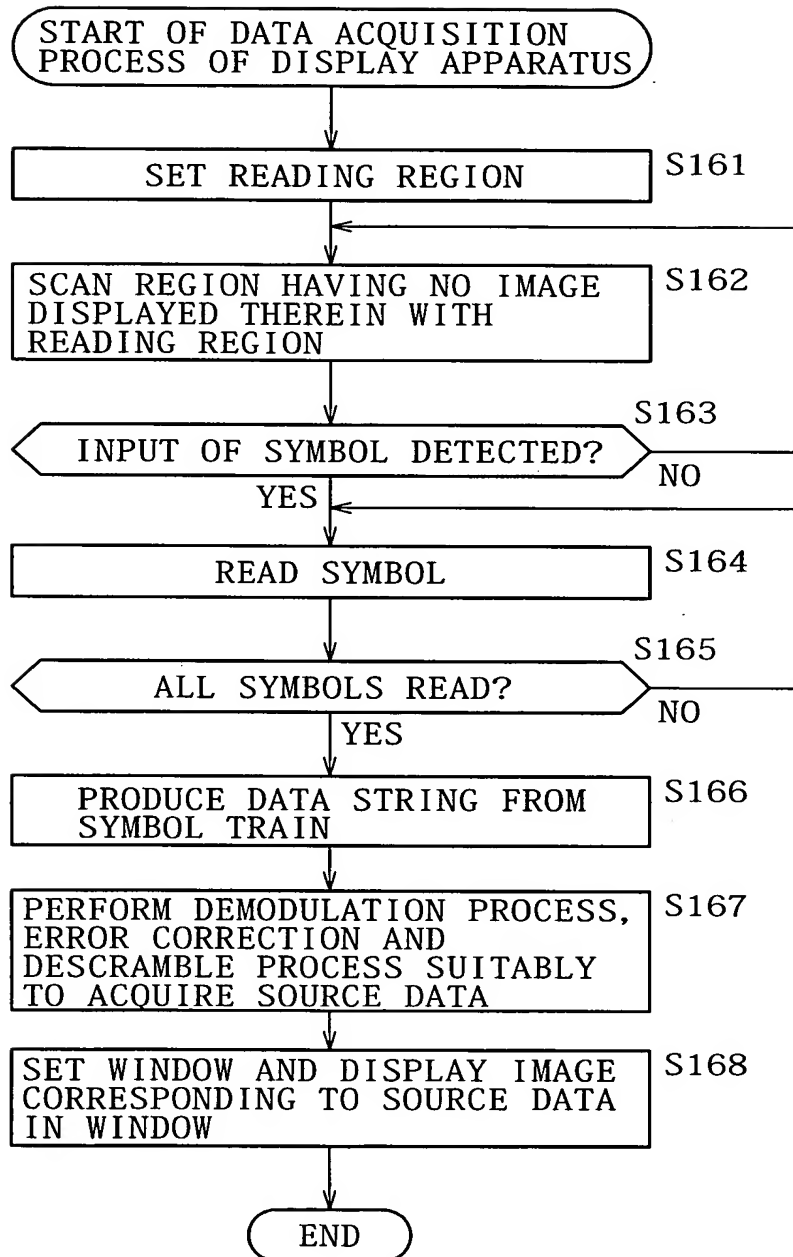 START OF DATA ACQUISITION
PROCESS OF DISPLAY APPARATUS
SET READING REGION
S161
SCAN REGION HAVING NO IMAGE
DISPLAYED THEREIN WITH
READING REGION
S162
S163
INPUT OF SYMBOL DETECTED?
NO
YES
READ SYMBOL
S164
S165
ALL SYMBOLS READ?
NO
YES
PRODUCE DATA STRING FROM
SYMBOL TRAIN
S166
PERFORM DEMODULATION PROCESS,
ERROR CORRECTION AND
DESCRAMBLE PROCESS SUITABLY
TO ACQUIRE SOURCE DATA
S167
SET WINDOW AND DISPLAY IMAGE
CORRESPONDING TO SOURCE DATA
IN WINDOW
S168
END